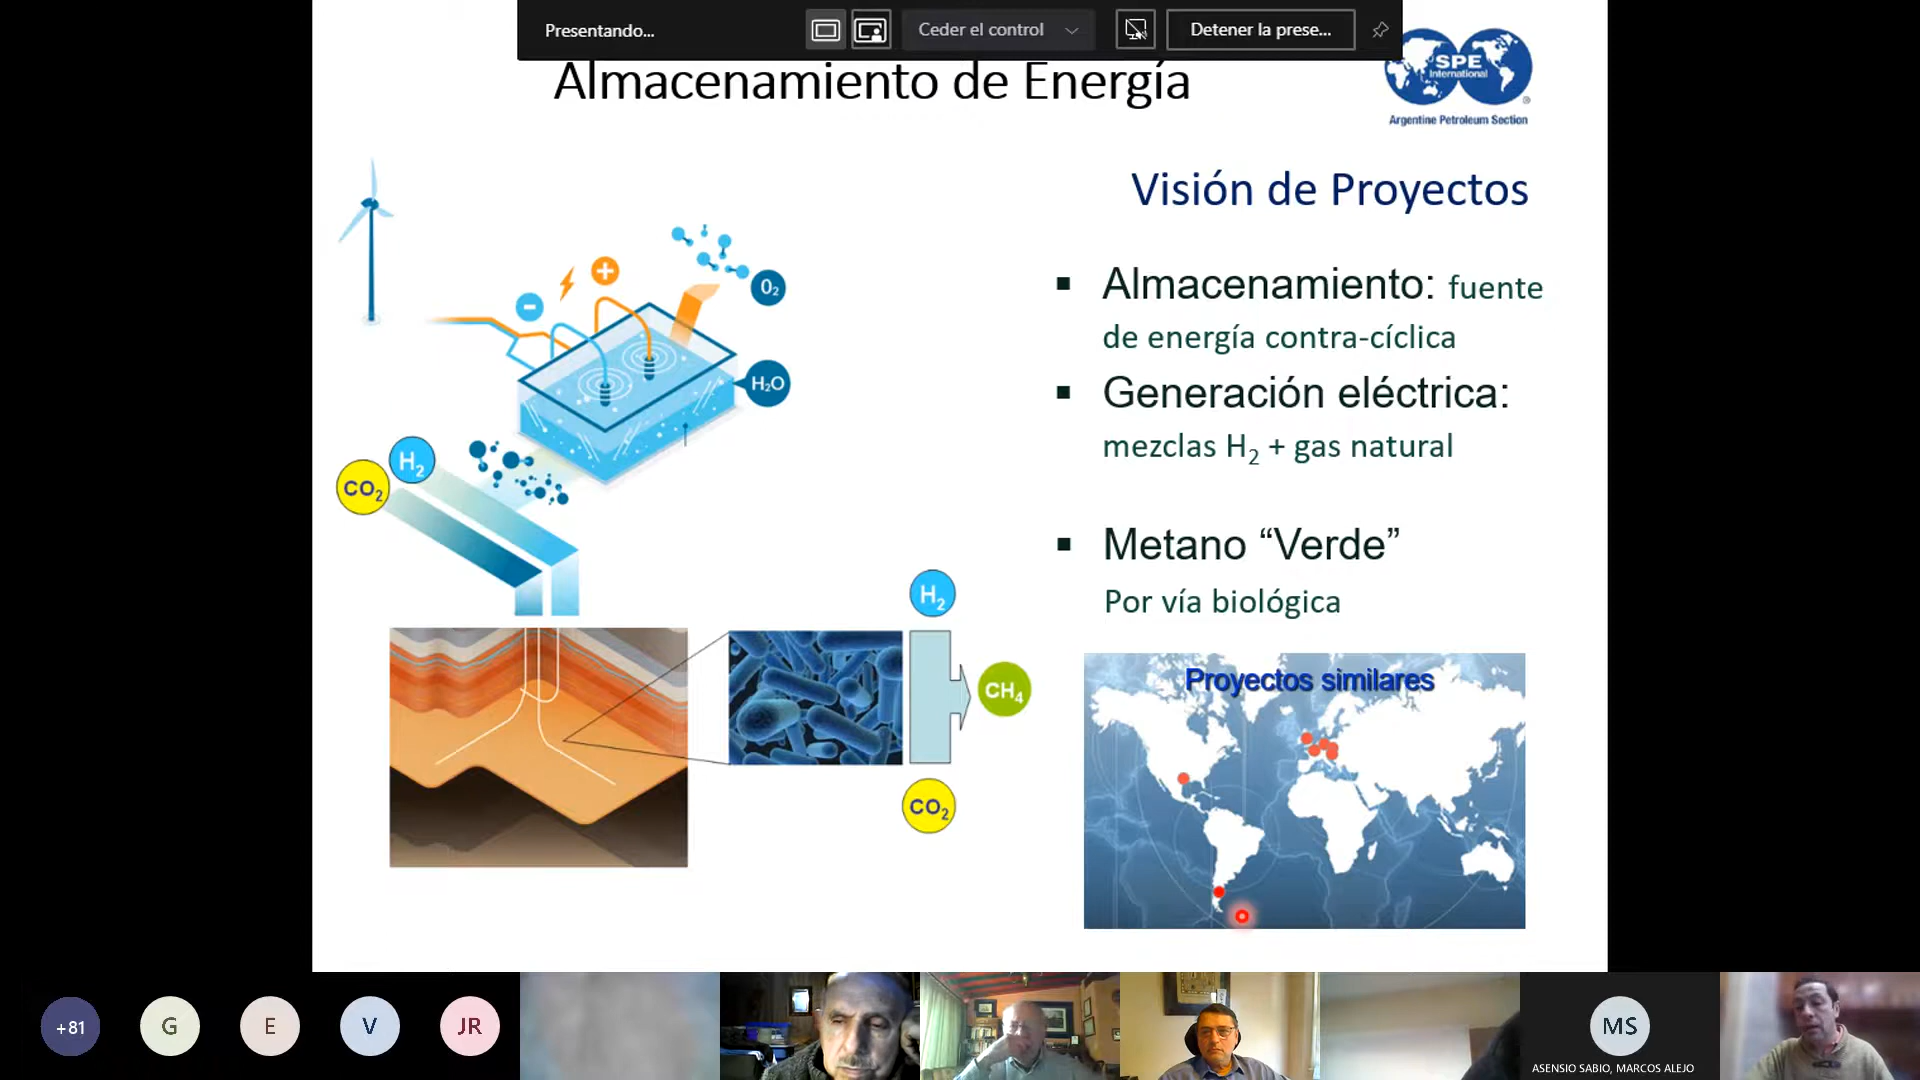 Presentando...
Ceder el control
Detener la prese...
Almacenamiento de Energía
SPE
International
®
Argentine Petroleum Section
Visión de Proyectos
▪ Almacenamiento: fuente
de energía contra-cíclica
▪ Generación eléctrica:
mezclas H₂ + gas natural
▪ Metano “Verde”
Por vía biológica
+
-
O₂
H₂O
H₂
CO₂
H₂
CH₄
CO₂
Proyectos similares
+81
G
E
V
JR
MS
ASENSIO SABIO, MARCOS ALEJO